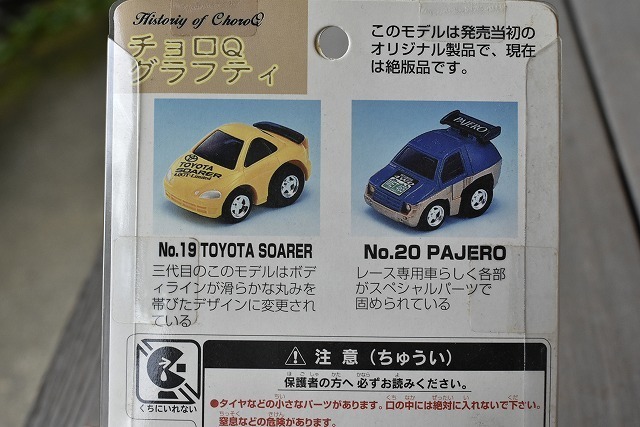 Historiy of ChoroQ
チョロQ
グラフティ
このモデルは発売当初の
オリジナル製品で、現在
は絶版品です。
TOYOTA
SOARER
PAJERO
No.19 TOYOTA SOARER
三代目のこのモデルはボデ
ィラインが滑らかな丸みを
帯びたデザインに変更され
ている
No.20 PAJERO
レース専用車らしく各部
がスペシャルパーツで
固められている
くちにいれない
注意（ちゅうい）
保護者の方へ必ずお読みください。
●タイヤなどの小さなパーツがあります。口の中には絶対に入れないで下さい。
窒息などの危険があります。